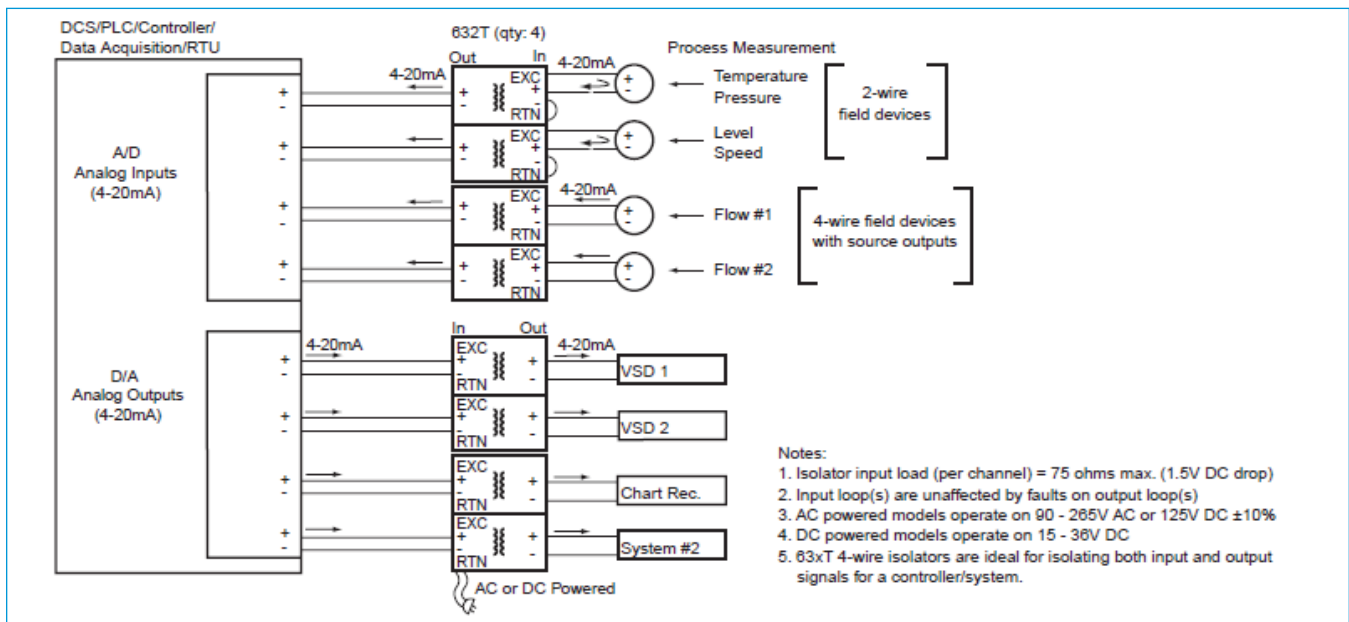 DCS/PLC/Controller/
Data Acquisition/RTU
632T (qty: 4)
Out
In
Process Measurement
4-20mA
+
-
+
-
EXC
+
-
RTN
4-20mA
+
-
Temperature
Pressure
2-wire
field devices
+
-
+
-
EXC
+
-
RTN
+
-
Level
Speed
A/D
Analog Inputs
(4-20mA)
+
-
+
-
EXC
+
-
RTN
4-20mA
+
-
Flow #1
4-wire field devices
with source outputs
+
-
+
-
EXC
+
-
RTN
+
-
Flow #2
In
Out
4-20mA
+
-
EXC
+
-
RTN
+
-
4-20mA
VSD 1
D/A
Analog Outputs
(4-20mA)
+
-
EXC
+
-
RTN
+
-
VSD 2
+
-
EXC
+
-
RTN
+
-
Chart Rec.
+
-
EXC
+
-
RTN
+
-
System #2
AC or DC Powered
Notes:
1. Isolator input load (per channel) = 75 ohms max. (1.5V DC drop)
2. Input loop(s) are unaffected by faults on output loop(s)
3. AC powered models operate on 90 - 265V AC or 125V DC ±10%
4. DC powered models operate on 15 - 36V DC
5. 63xT 4-wire isolators are ideal for isolating both input and output
signals for a controller/system.